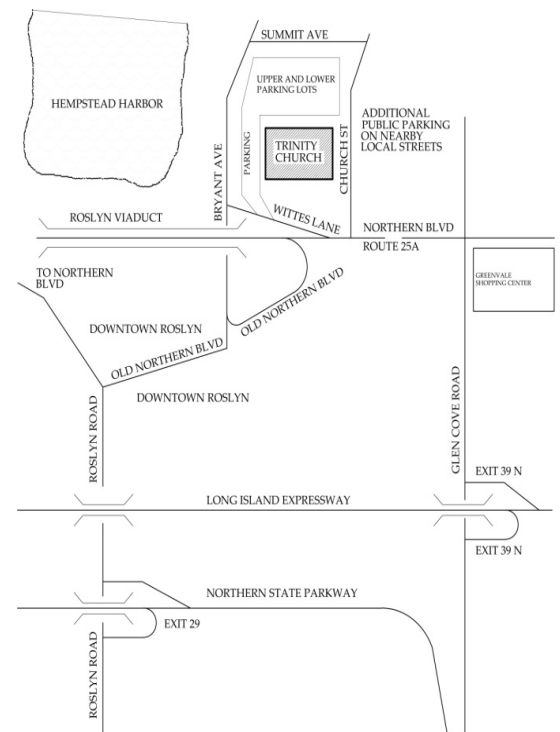 SUMMIT AVE
UPPER AND LOWER
PARKING LOTS
HEMPSTEAD HARBOR
ADDITIONAL
PUBLIC PARKING
ON NEARBY
LOCAL STREETS
TRINITY
CHURCH
PARKING
CHURCH ST
BRYANT AVE
WITTES LANE
ROSLYN VIADUCT
NORTHERN BLVD
ROUTE 25A
TO NORTHERN
BLVD
GREENVALE
SHOPPING CENTER
OLD NORTHERN BLVD
DOWNTOWN ROSLYN
OLD NORTHERN BLVD
DOWNTOWN ROSLYN
ROSLYN ROAD
GLEN COVE ROAD
EXIT 39 N
LONG ISLAND EXPRESSWAY
EXIT 39 N
NORTHERN STATE PARKWAY
EXIT 29
ROSLYN ROAD